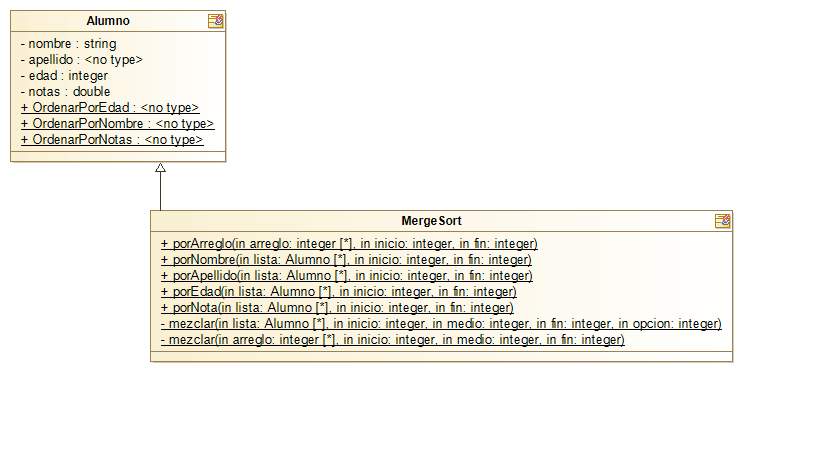 Alumno
- nombre : string
- apellido : <no type>
- edad : integer
- notas : double
+ OrdenarPorEdad : <no type>
+ OrdenarPorNombre : <no type>
+ OrdenarPorNotas : <no type>
MergeSort
+ porArreglo(in arreglo: integer [*], in inicio: integer, in fin: integer)
+ porNombre(in lista: Alumno [*], in inicio: integer, in fin: integer)
+ porApellido(in lista: Alumno [*], in inicio: integer, in fin: integer)
+ porEdad(in lista: Alumno [*], in inicio: integer, in fin: integer)
+ porNota(in lista: Alumno [*], in inicio: integer, in fin: integer)
- mezclar(in lista: Alumno [*], in inicio: integer, in medio: integer, in fin: integer, in opcion: integer)
- mezclar(in arreglo: integer [*], in inicio: integer, in medio: integer, in fin: integer)